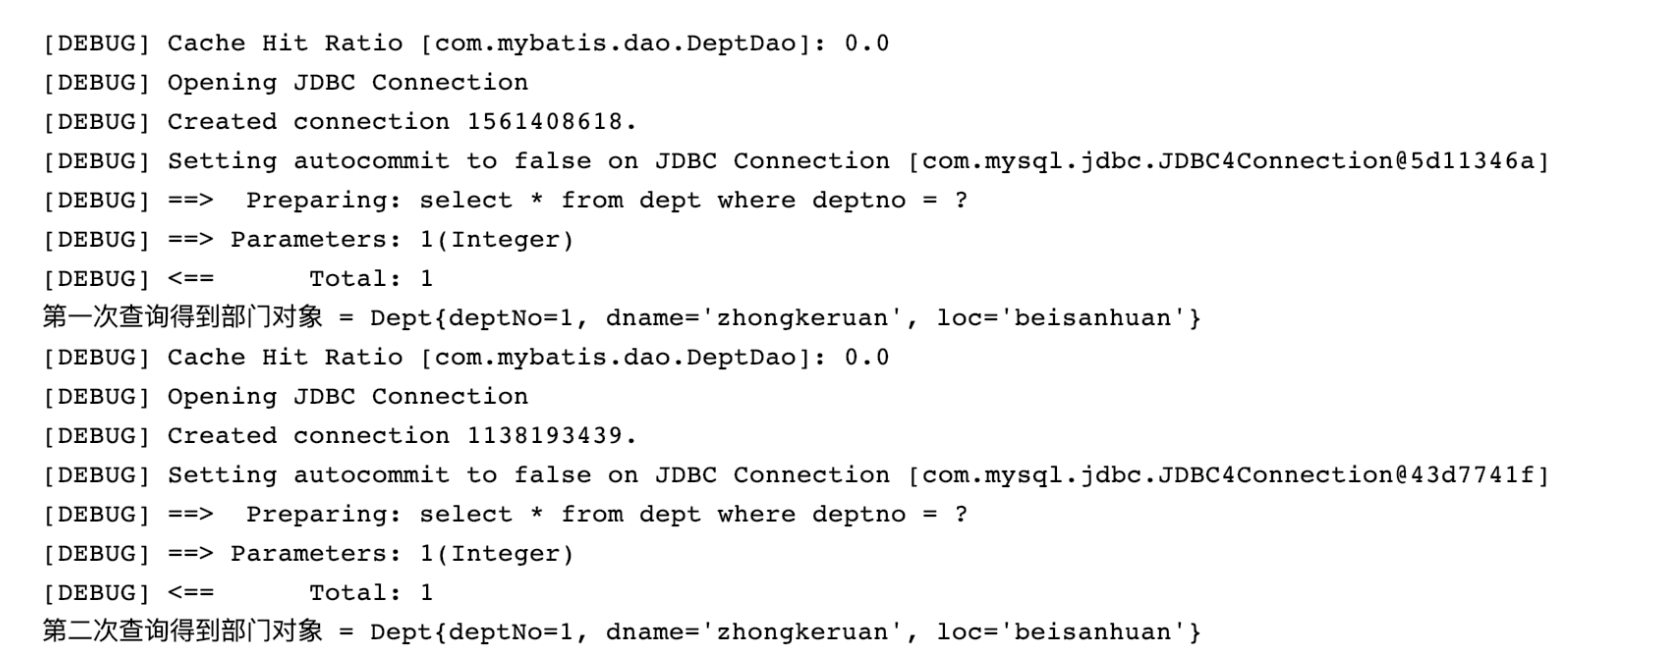 [DEBUG] Cache Hit Ratio [com.mybatis.dao.DeptDao]: 0.0
[DEBUG] Opening JDBC Connection
[DEBUG] Created connection 1561408618.
[DEBUG] Setting autocommit to false on JDBC Connection [com.mysql.jdbc.JDBC4Connection@5d11346a]
[DEBUG] ==>  Preparing: select * from dept where deptno = ?
[DEBUG] ==> Parameters: 1(Integer)
[DEBUG] <==      Total: 1
第一次查询得到部门对象 = Dept{deptNo=1, dname='zhongkeruan', loc='beisanhuan'}
[DEBUG] Cache Hit Ratio [com.mybatis.dao.DeptDao]: 0.0
[DEBUG] Opening JDBC Connection
[DEBUG] Created connection 1138193439.
[DEBUG] Setting autocommit to false on JDBC Connection [com.mysql.jdbc.JDBC4Connection@43d7741f]
[DEBUG] ==>  Preparing: select * from dept where deptno = ?
[DEBUG] ==> Parameters: 1(Integer)
[DEBUG] <==      Total: 1
第二次查询得到部门对象 = Dept{deptNo=1, dname='zhongkeruan', loc='beisanhuan'}